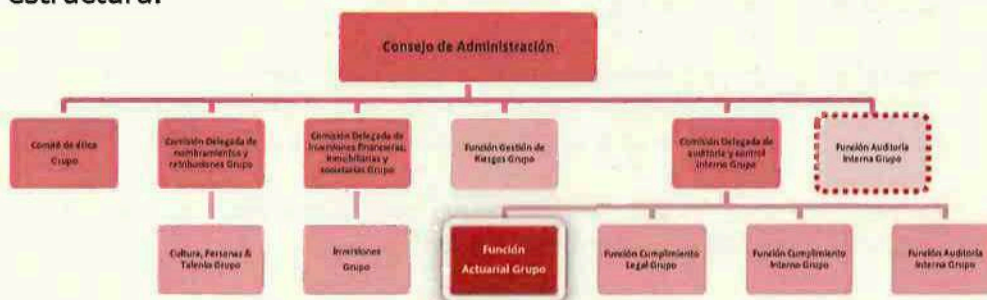 estructura:
Consejo de Administración
Comité de ética
Grupo
Comisión Delegada de
nombramientos y
retribuciones Grupo
Comisión Delegada de
inversiones financieras,
inmobiliarias y
societarias Grupo
Función Gestión de
Riesgos Grupo
Comisión Delegada de
auditoría y control
interno Grupo
Función Auditoría
Interna Grupo
Cultura, Personas &
Talento Grupo
Inversiones
Grupo
Función
Actuarial Grupo
Función Cumplimiento
Legal Grupo
Función Cumplimiento
Interno Grupo
Función Auditoría
Interna Grupo